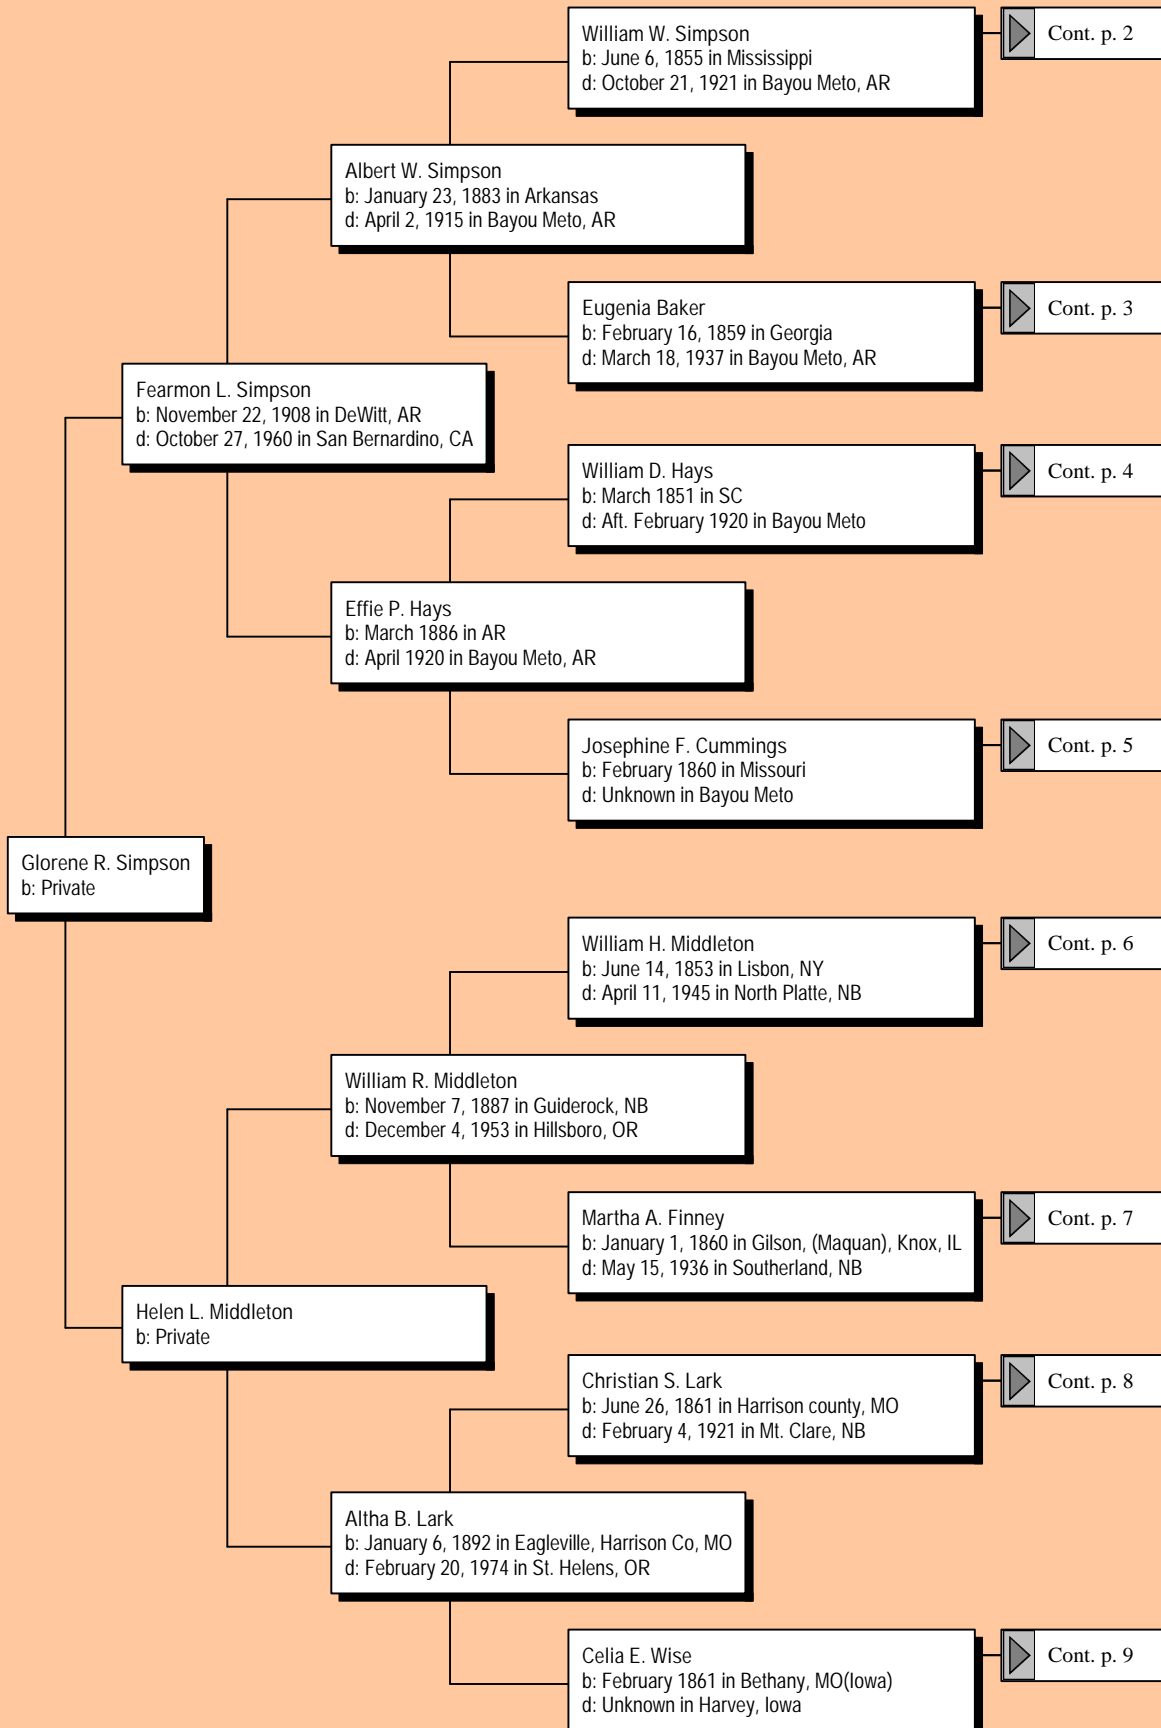 William W. Simpson
b: June 6, 1855 in Mississippi
d: October 21, 1921 in Bayou Meto, AR
Cont. p. 2
Albert W. Simpson
b: January 23, 1883 in Arkansas
d: April 2, 1915 in Bayou Meto, AR
Eugenia Baker
b: February 16, 1859 in Georgia
d: March 18, 1937 in Bayou Meto, AR
Cont. p. 3
Fearmon L. Simpson
b: November 22, 1908 in DeWitt, AR
d: October 27, 1960 in San Bernardino, CA
William D. Hays
b: March 1851 in SC
d: Aft. February 1920 in Bayou Meto
Cont. p. 4
Effie P. Hays
b: March 1886 in AR
d: April 1920 in Bayou Meto, AR
Josephine F. Cummings
b: February 1860 in Missouri
d: Unknown in Bayou Meto
Cont. p. 5
Glorene R. Simpson
b: Private
William H. Middleton
b: June 14, 1853 in Lisbon, NY
d: April 11, 1945 in North Platte, NB
Cont. p. 6
William R. Middleton
b: November 7, 1887 in Guiderock, NB
d: December 4, 1953 in Hillsboro, OR
Martha A. Finney
b: January 1, 1860 in Gilson, (Maquan), Knox, IL
d: May 15, 1936 in Southerland, NB
Cont. p. 7
Helen L. Middleton
b: Private
Christian S. Lark
b: June 26, 1861 in Harrison county, MO
d: February 4, 1921 in Mt. Clare, NB
Cont. p. 8
Altha B. Lark
b: January 6, 1892 in Eagleville, Harrison Co, MO
d: February 20, 1974 in St. Helens, OR
Celia E. Wise
b: February 1861 in Bethany, MO(Iowa)
d: Unknown in Harvey, Iowa
Cont. p. 9